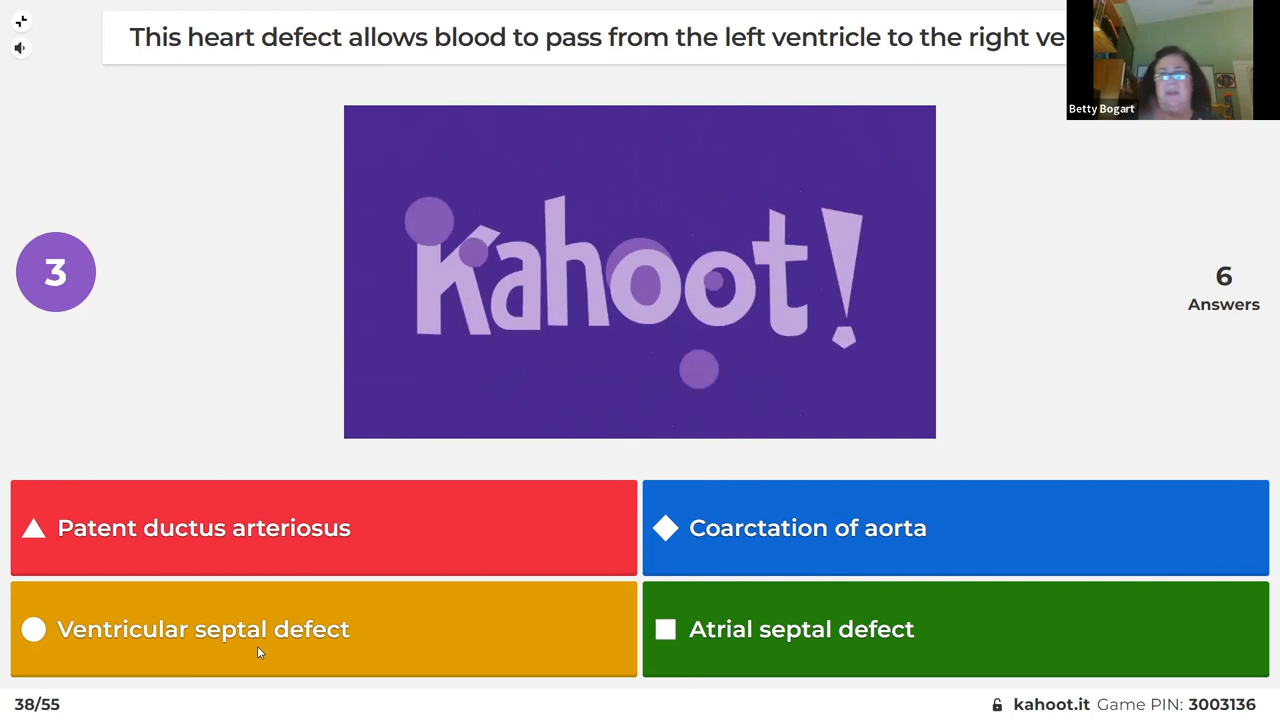 This heart defect allows blood to pass from the left ventricle to the right ve
Betty Bogart
Kahoot!
3
6
Answers
Patent ductus arteriosus
Coarctation of aorta
Ventricular septal defect
Atrial septal defect
38/55
kahoot.it Game PIN: 3003136